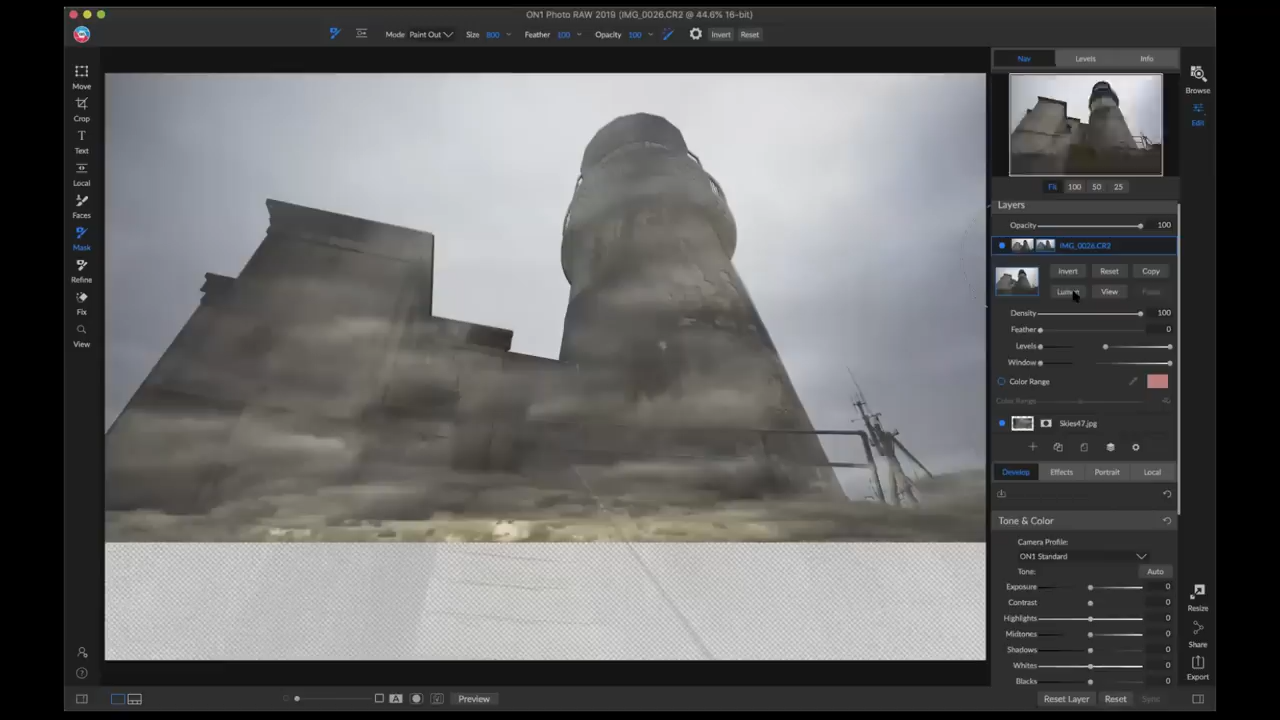 ON1 Photo RAW 2019 (IMG_0026.CR2 @ 44.6% 16-bit)
Mode Paint Out Size 800 Feather 100 Opacity 100 Invert Reset
Move
Crop
Text
Local
Faces
Mask
Refine
Fix
View
Nav Levels Info
Browse
Edit
Fit 100 50 25
Layers
Opacity 100
IMG_0026.CR2
Invert Reset Copy
View Paste
Density 100
Feather 0
Levels
Window
Color Range
Color Range
Skies47.jpg
Develop Effects Portrait Local
Tone & Color
Camera Profile:
ON1 Standard
Tone: Auto
Exposure 0
Contrast 0
Highlights 0
Midtones 0
Shadows 0
Whites 0
Blacks 0
Resize
Share
Export
A Preview
Reset Layer Reset Sync